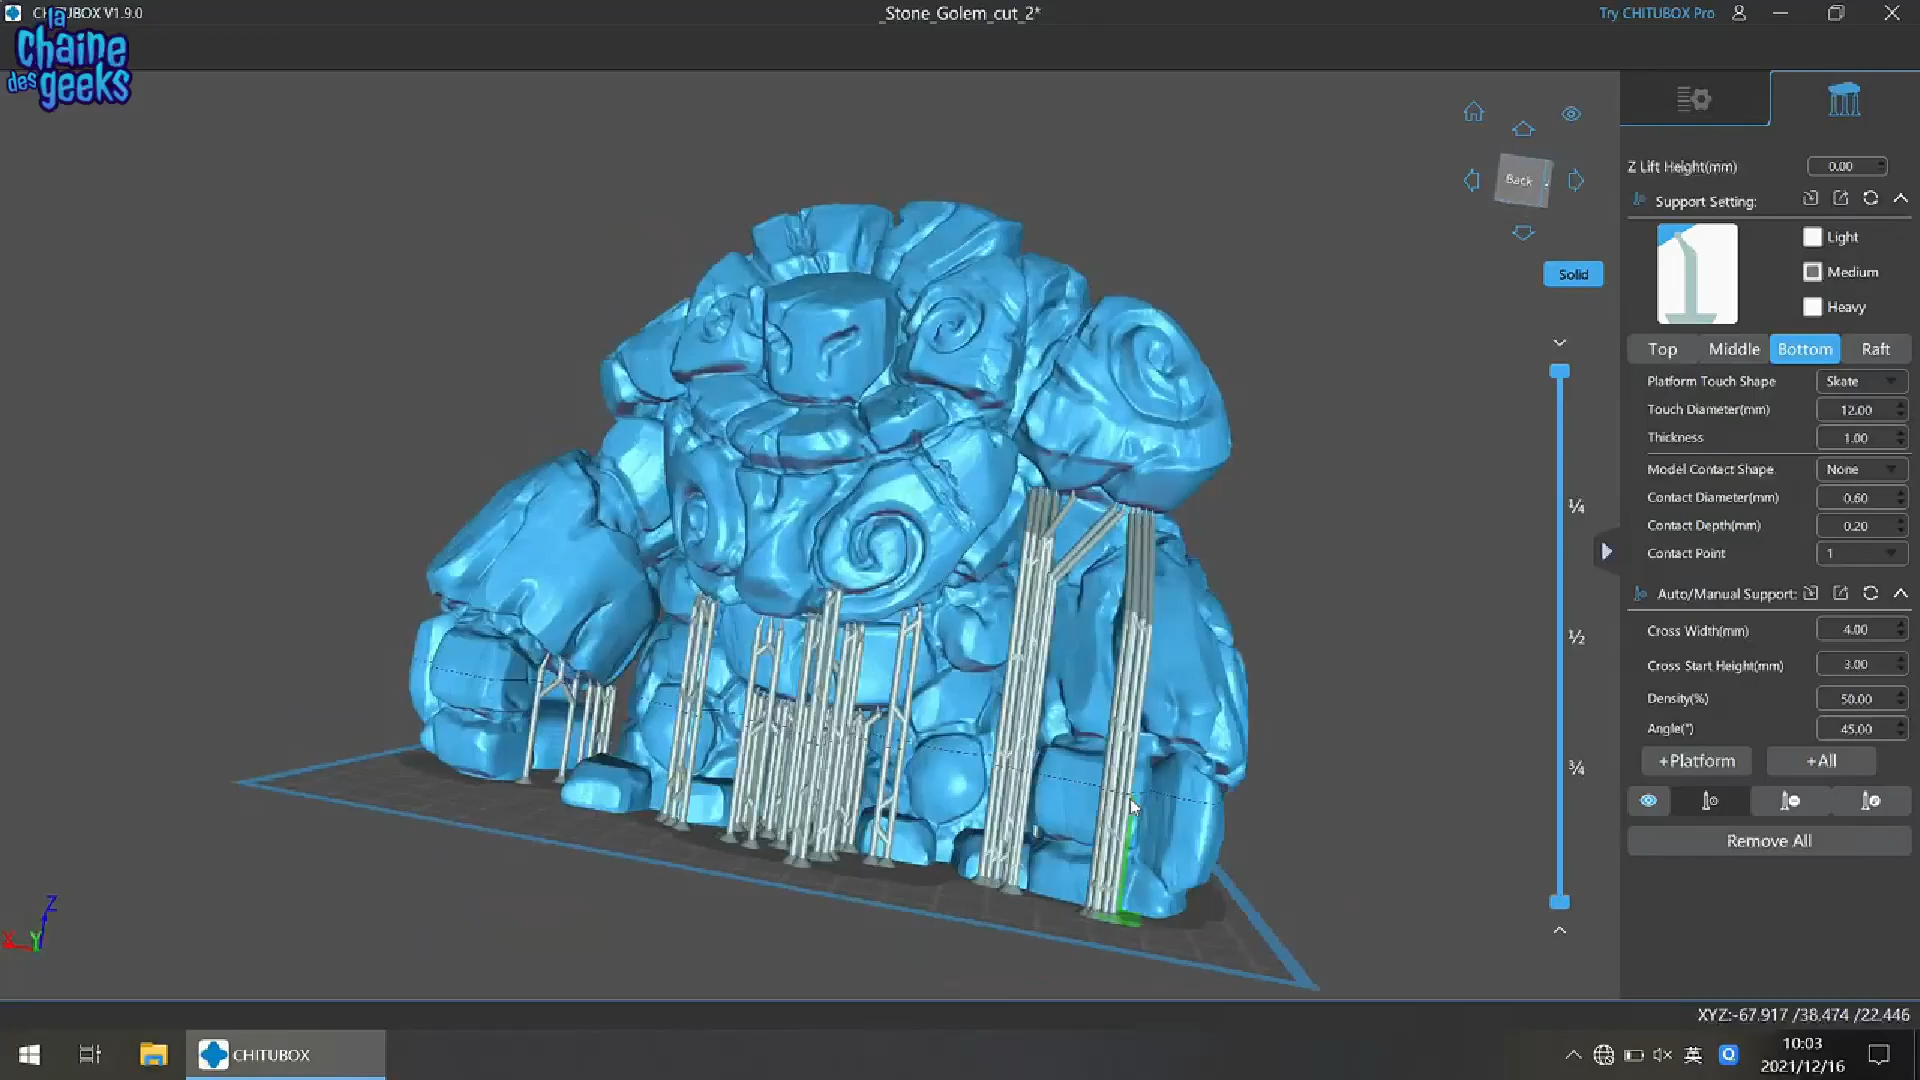 CHITUBOX V1.9.0
_Stone_Golem_cut_2*
Try CHITUBOX Pro
la
Chaine
des geeks
Back
Solid
1/4
1/2
3/4
Z Lift Height(mm) 0.00
Support Setting:
Light
Medium
Heavy
Top Middle Bottom Raft
Platform Touch Shape Skate
Touch Diameter(mm) 12.00
Thickness 1.00
Model Contact Shape None
Contact Diameter(mm) 0.60
Contact Depth(mm) 0.20
Contact Point 1
Auto/Manual Support:
Cross Width(mm) 4.00
Cross Start Height(mm) 3.00
Density(%) 50.00
Angle(°) 45.00
+Platform +All
Remove All
Z
X Y
XYZ:-67.917 /38.474 /22.446
CHITUBOX
英
10:03
2021/12/16